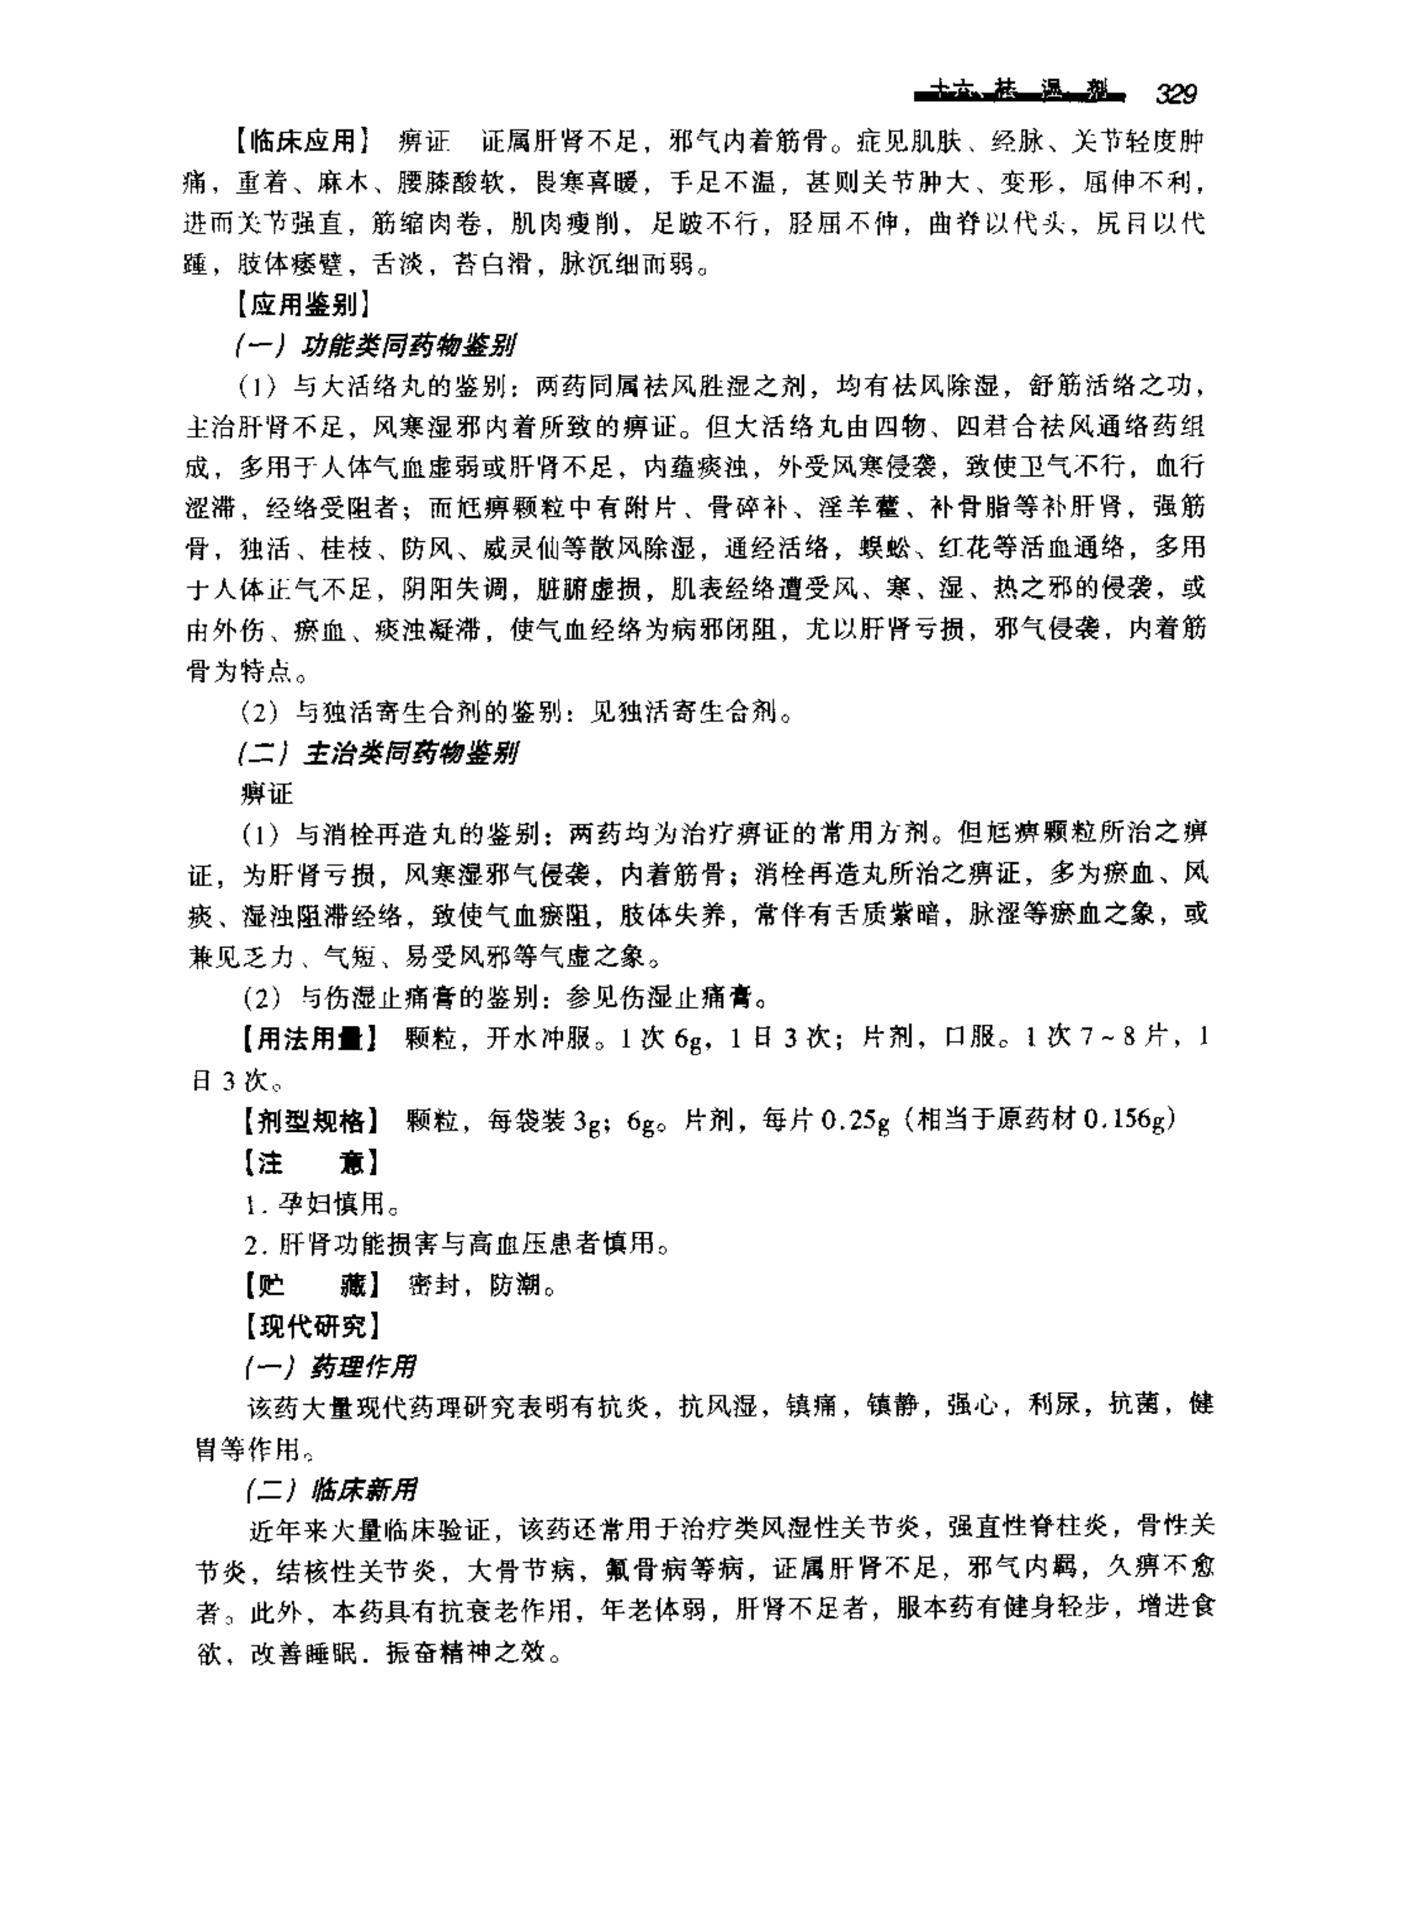 十六、祛湿剂 329
【临床应用】 痹证 证属肝肾不足，邪气内着筋骨。症见肌肤、经脉、关节轻度肿
痛，重着、麻木、腰膝酸软，畏寒喜暖，手足不温，甚则关节肿大、变形，屈伸不利，
进而关节强直，筋缩肉卷，肌肉瘦削，足跛不行，胫屈不伸，曲脊以代头，尻肎以代
踵，肢体痿躄，舌淡，苔白滑，脉沉细而弱。
【应用鉴别】
（一）功能类同药物鉴别
（1）与大活络丸的鉴别：两药同属祛风胜湿之剂，均有祛风除湿，舒筋活络之功，
主治肝肾不足，风寒湿邪内着所致的痹证。但大活络丸由四物、四君合祛风通络药组
成，多用于人体气血虚弱或肝肾不足，内蕴痰浊，外受风寒侵袭，致使卫气不行，血行
涩滞，经络受阻者；而尪痹颗粒中有附片、骨碎补、淫羊藿、补骨脂等补肝肾，强筋
骨，独活、桂枝、防风、威灵仙等散风除湿，通经活络，蜈蚣、红花等活血通络，多用
于人体正气不足，阴阳失调，脏腑虚损，肌表经络遭受风、寒、湿、热之邪的侵袭，或
由外伤、瘀血、痰浊凝滞，使气血经络为病邪闭阻，尤以肝肾亏损，邪气侵袭，内着筋
骨为特点。
（2）与独活寄生合剂的鉴别：见独活寄生合剂。
（二）主治类同药物鉴别
痹证
（1）与消栓再造丸的鉴别：两药均为治疗痹证的常用方剂。但尪痹颗粒所治之痹
证，为肝肾亏损，风寒湿邪气侵袭，内着筋骨；消栓再造丸所治之痹证，多为瘀血、风
痰、湿浊阻滞经络，致使气血瘀阻，肢体失养，常伴有舌质紫暗，脉涩等瘀血之象，或
兼见乏力、气短、易受风邪等气虚之象。
（2）与伤湿止痛膏的鉴别：参见伤湿止痛膏。
【用法用量】 颗粒，开水冲服。1次6g，1日3次；片剂，口服。1次7~8片，1
日3次。
【剂型规格】 颗粒，每袋装3g；6g。片剂，每片0.25g（相当于原药材0.156g）
【注 意】
1. 孕妇慎用。
2. 肝肾功能损害与高血压患者慎用。
【贮 藏】 密封，防潮。
【现代研究】
（一）药理作用
该药大量现代药理研究表明有抗炎，抗风湿，镇痛，镇静，强心，利尿，抗菌，健
胃等作用。
（二）临床新用
近年来大量临床验证，该药还常用于治疗类风湿性关节炎，强直性脊柱炎，骨性关
节炎，结核性关节炎，大骨节病，氟骨病等病，证属肝肾不足，邪气内羁，久痹不愈
者。此外，本药具有抗衰老作用，年老体弱，肝肾不足者，服本药有健身轻步，增进食
欲，改善睡眠．振奋精神之效。